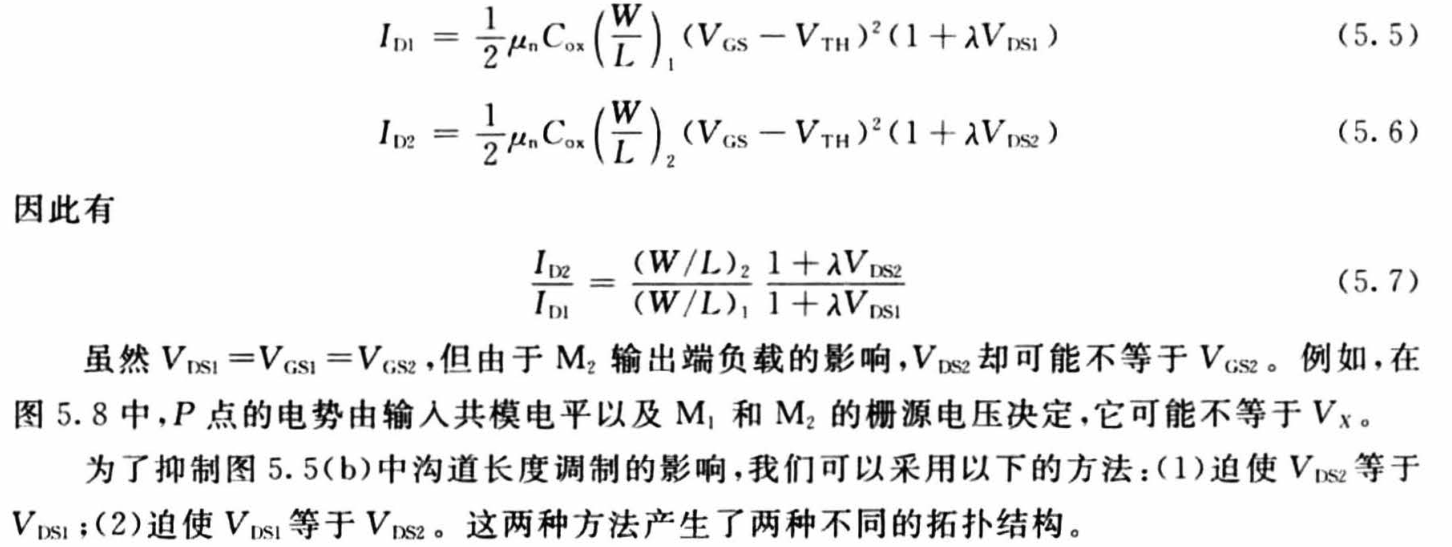 I_D1 = 1/2 μ_n C_ox (W/L)_1 (V_GS − V_TH)²(1 + λV_DS1) (5.5)
I_D2 = 1/2 μ_n C_ox (W/L)_2 (V_GS − V_TH)²(1 + λV_DS2) (5.6)
因此有
I_D2/I_D1 = (W/L)_2/(W/L)_1 (1 + λV_DS2)/(1 + λV_DS1) (5.7)
虽然 V_DS1 = V_GS1 = V_GS2,但由于 M_2 输出端负载的影响,V_DS2 却可能不等于 V_GS2。例如,在
图 5.8 中,P 点的电势由输入共模电平以及 M_1 和 M_2 的栅源电压决定,它可能不等于 V_X。
为了抑制图 5.5(b)中沟道长度调制的影响,我们可以采用以下的方法:(1)迫使 V_DS2 等于
V_DS1;(2)迫使 V_DS1 等于 V_DS2。这两种方法产生了两种不同的拓扑结构。